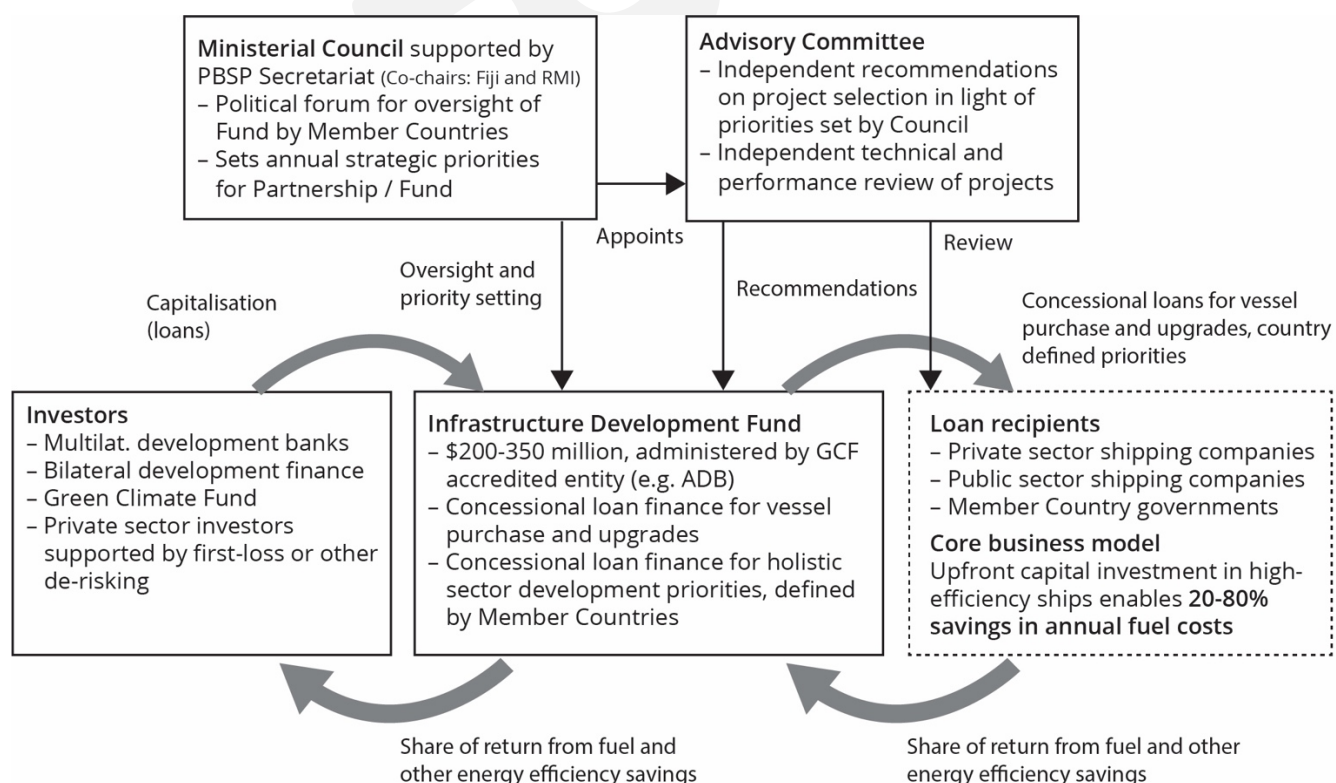 Ministerial Council supported by
PBSP Secretariat (Co-chairs: Fiji and RMI)
– Political forum for oversight of
Fund by Member Countries
– Sets annual strategic priorities
for Partnership / Fund
Advisory Committee
– Independent recommendations
on project selection in light of
priorities set by Council
– Independent technical and
performance review of projects
Appoints
Review
Oversight and
priority setting
Recommendations
Capitalisation
(loans)
Concessional loans for vessel
purchase and upgrades, country
defined priorities
Investors
– Multilat. development banks
– Bilateral development finance
– Green Climate Fund
– Private sector investors
supported by first-loss or other
de-risking
Infrastructure Development Fund
– $200-350 million, administered by GCF
accredited entity (e.g. ADB)
– Concessional loan finance for vessel
purchase and upgrades
– Concessional loan finance for holistic
sector development priorities, defined
by Member Countries
Loan recipients
– Private sector shipping companies
– Public sector shipping companies
– Member Country governments
Core business model
Upfront capital investment in high-
efficiency ships enables 20-80%
savings in annual fuel costs
Share of return from fuel and
other energy efficiency savings
Share of return from fuel and other
energy efficiency savings